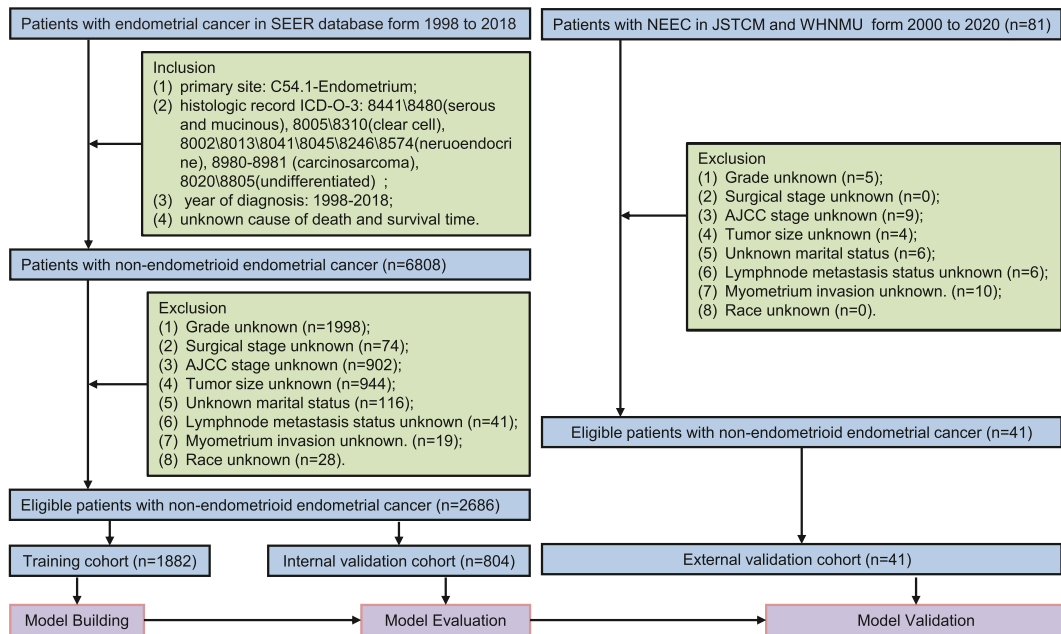 Patients with endometrial cancer in SEER database form 1998 to 2018
Inclusion
(1) primary site: C54.1-Endometrium;
(2) histologic record ICD-O-3: 8441\8480(serous
and mucinous), 8005\8310(clear cell),
8002\8013\8041\8045\8246\8574(neruoendocri
ne), 8980-8981 (carcinosarcoma),
8020\8805(undifferentiated) ;
(3) year of diagnosis: 1998-2018;
(4) unknown cause of death and survival time.
Patients with non-endometrioid endometrial cancer (n=6808)
Exclusion
(1) Grade unknown (n=1998);
(2) Surgical stage unknown (n=74);
(3) AJCC stage unknown (n=902);
(4) Tumor size unknown (n=944);
(5) Unknown marital status (n=116);
(6) Lymphnode metastasis status unknown (n=41);
(7) Myometrium invasion unknown. (n=19);
(8) Race unknown (n=28).
Eligible patients with non-endometrioid endometrial cancer (n=2686)
Training cohort (n=1882)
Internal validation cohort (n=804)
Patients with NEEC in JSTCM and WHNMU form 2000 to 2020 (n=81)
Exclusion
(1) Grade unknown (n=5);
(2) Surgical stage unknown (n=0);
(3) AJCC stage unknown (n=9);
(4) Tumor size unknown (n=4);
(5) Unknown marital status (n=6);
(6) Lymphnode metastasis status unknown (n=6);
(7) Myometrium invasion unknown. (n=10);
(8) Race unknown (n=0).
Eligible patients with non-endometrioid endometrial cancer (n=41)
External validation cohort (n=41)
Model Building
Model Evaluation
Model Validation